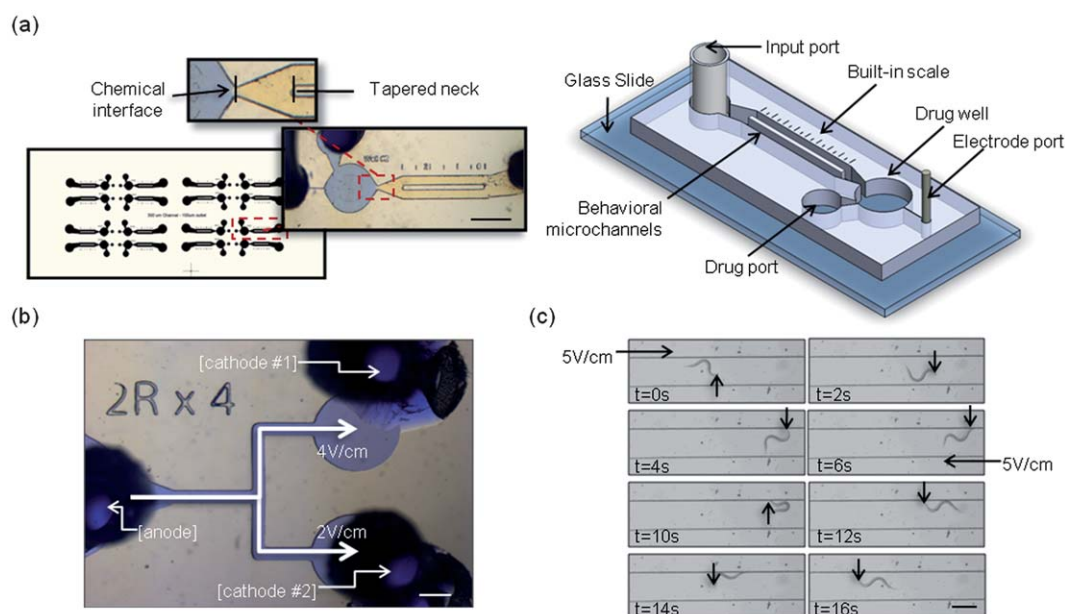 (a)
Chemical
interface
Tapered neck
Input port
Glass Slide
Built-in scale
Drug well
Electrode port
Behavioral
microchannels
Drug port
(b)
2R x 4
[cathode #1]
4V/cm
[anode]
2V/cm
[cathode #2]
(c)
5V/cm
t=0s
t=2s
t=4s
t=6s
5V/cm
t=10s
t=12s
t=14s
t=16s